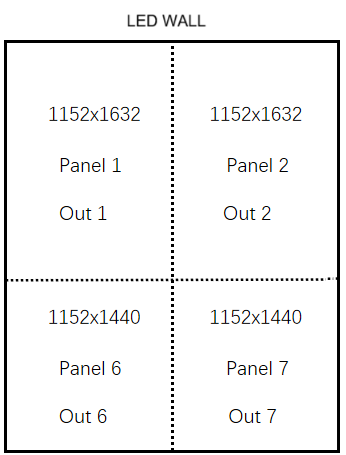 LED WALL
1152x1632
1152x1632
Panel 1
Panel 2
Out 1
Out 2
1152x1440
1152x1440
Panel 6
Panel 7
Out 6
Out 7